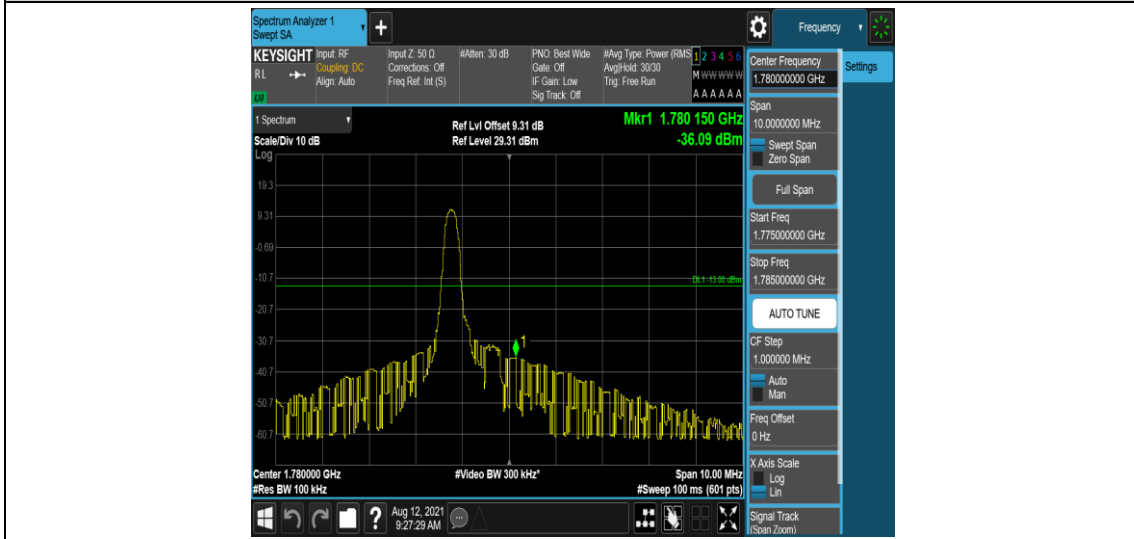 Spectrum Analyzer 1
Swept SA
+
Frequency
KEYSIGHT
RL
Input: RF
Coupling: DC
Align: Auto
Input Z: 50 Ω
Corrections: Off
Freq Ref: Int (S)
#Atten: 30 dB
PNO: Best Wide
Gate: Off
IF Gain: Low
Sig Track: Off
#Avg Type: Power (RMS
Avg|Hold: 30/30
Trig: Free Run
1 2 3 4 5 6
M W W W W W
A A A A A A
1 Spectrum
Scale/Div 10 dB
Log
Ref Lvl Offset 9.31 dB
Ref Level 29.31 dBm
Mkr1 1.780 150 GHz
-36.09 dBm
19.3
9.31
-0.69
-10.7
DL1 -13.00 dBm
-20.7
-30.7
1
-40.7
-50.7
-60.7
Center 1.780000 GHz
#Video BW 300 kHz*
Span 10.00 MHz
#Res BW 100 kHz
#Sweep 100 ms (601 pts)
Center Frequency
1.780000000 GHz
Settings
Span
10.0000000 MHz
Swept Span
Zero Span
Full Span
Start Freq
1.775000000 GHz
Stop Freq
1.785000000 GHz
AUTO TUNE
CF Step
1.000000 MHz
Auto
Man
Freq Offset
0 Hz
X Axis Scale
Log
Lin
Signal Track
(Span Zoom)
?
Aug 12, 2021
9:27:29 AM